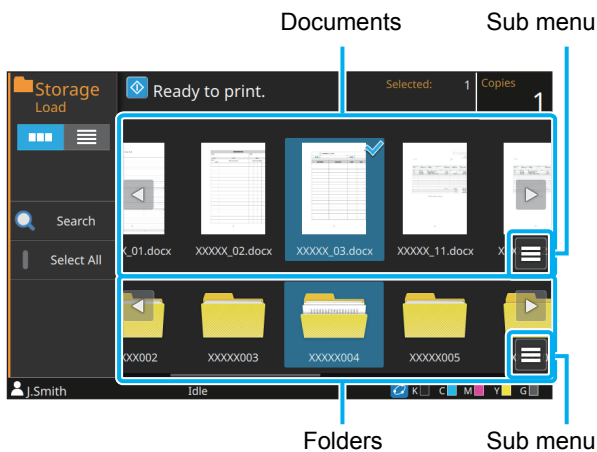 Documents Sub menu
Storage
Load
Ready to print.
Selected: 1
Copies
1
Search
Select All
_01.docx XXXXX_02.docx XXXXX_03.docx XXXXX_11.docx
XXX002 XXXXX003 XXXXX004 XXXXX005
J.Smith Idle K C M Y G
Folders Sub menu